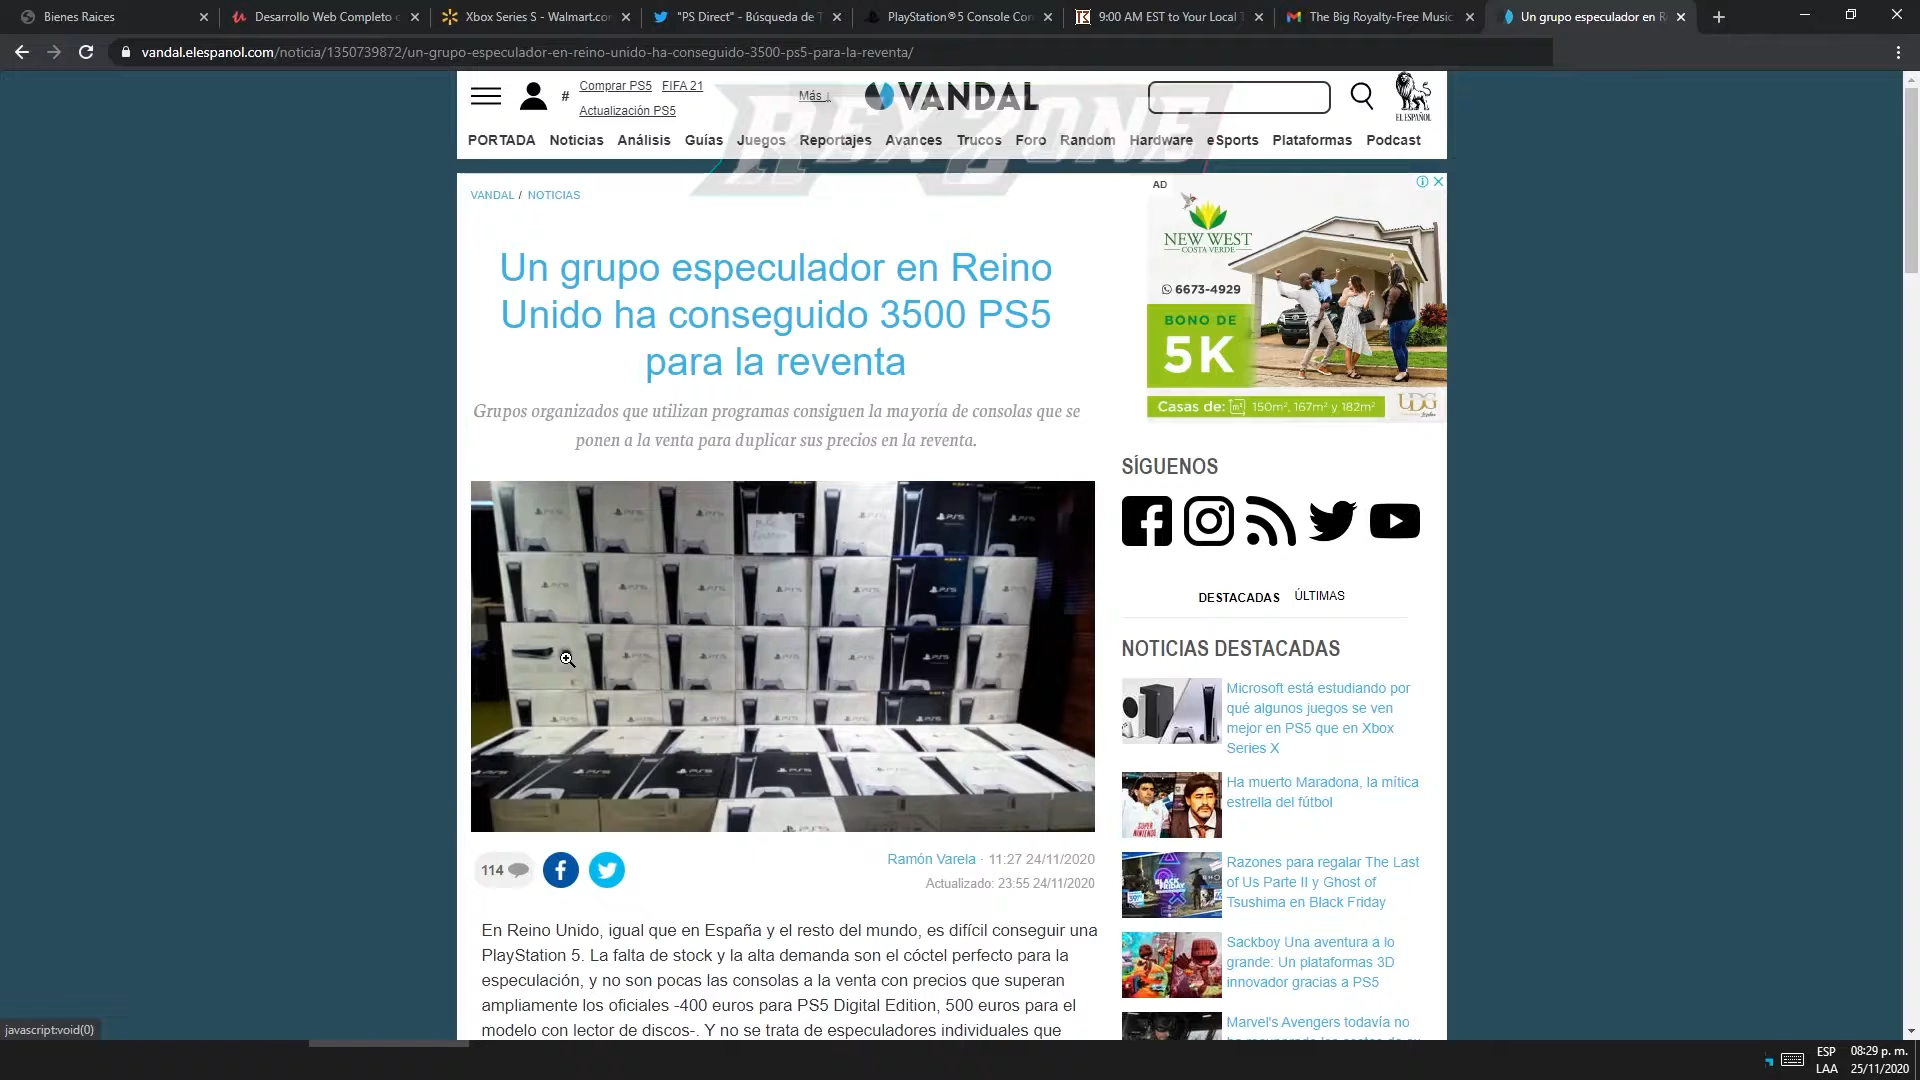 Bienes Raices
Desarrollo Web Completo
Xbox Series S - Walmart.cor
"PS Direct" - Búsqueda de T
PlayStation®5 Console Con
9:00 AM EST to Your Local T
The Big Royalty-Free Music
Un grupo especulador en R
vandal.elespanol.com/noticia/1350739872/un-grupo-especulador-en-reino-unido-ha-conseguido-3500-ps5-para-la-reventa/
# Comprar PS5 FIFA 21
Actualización PS5
Más ↓
VANDAL
EL ESPAÑOL
REX ZONE
PORTADA Noticias Análisis Guías Juegos Reportajes Avances Trucos Foro Random Hardware eSports Plataformas Podcast
VANDAL / NOTICIAS
Un grupo especulador en Reino
Unido ha conseguido 3500 PS5
para la reventa
Grupos organizados que utilizan programas consiguen la mayoría de consolas que se
ponen a la venta para duplicar sus precios en la reventa.
114
Ramón Varela · 11:27 24/11/2020
Actualizado: 23:55 24/11/2020
En Reino Unido, igual que en España y el resto del mundo, es difícil conseguir una
PlayStation 5. La falta de stock y la alta demanda son el cóctel perfecto para la
especulación, y no son pocas las consolas a la venta con precios que superan
ampliamente los oficiales -400 euros para PS5 Digital Edition, 500 euros para el
modelo con lector de discos-. Y no se trata de especuladores individuales que
AD
NEW WEST
COSTA VERDE
6673-4929
BONO DE
5K
Casas de: m² 150m², 167m² y 182m²
UDG
SÍGUENOS
DESTACADAS ÚLTIMAS
NOTICIAS DESTACADAS
Microsoft está estudiando por
qué algunos juegos se ven
mejor en PS5 que en Xbox
Series X
Ha muerto Maradona, la mítica
estrella del fútbol
Razones para regalar The Last
of Us Parte II y Ghost of
Tsushima en Black Friday
Sackboy Una aventura a lo
grande: Un plataformas 3D
innovador gracias a PS5
Marvel's Avengers todavía no
javascript:void(0)
ESP
LAA
08:29 p. m.
25/11/2020